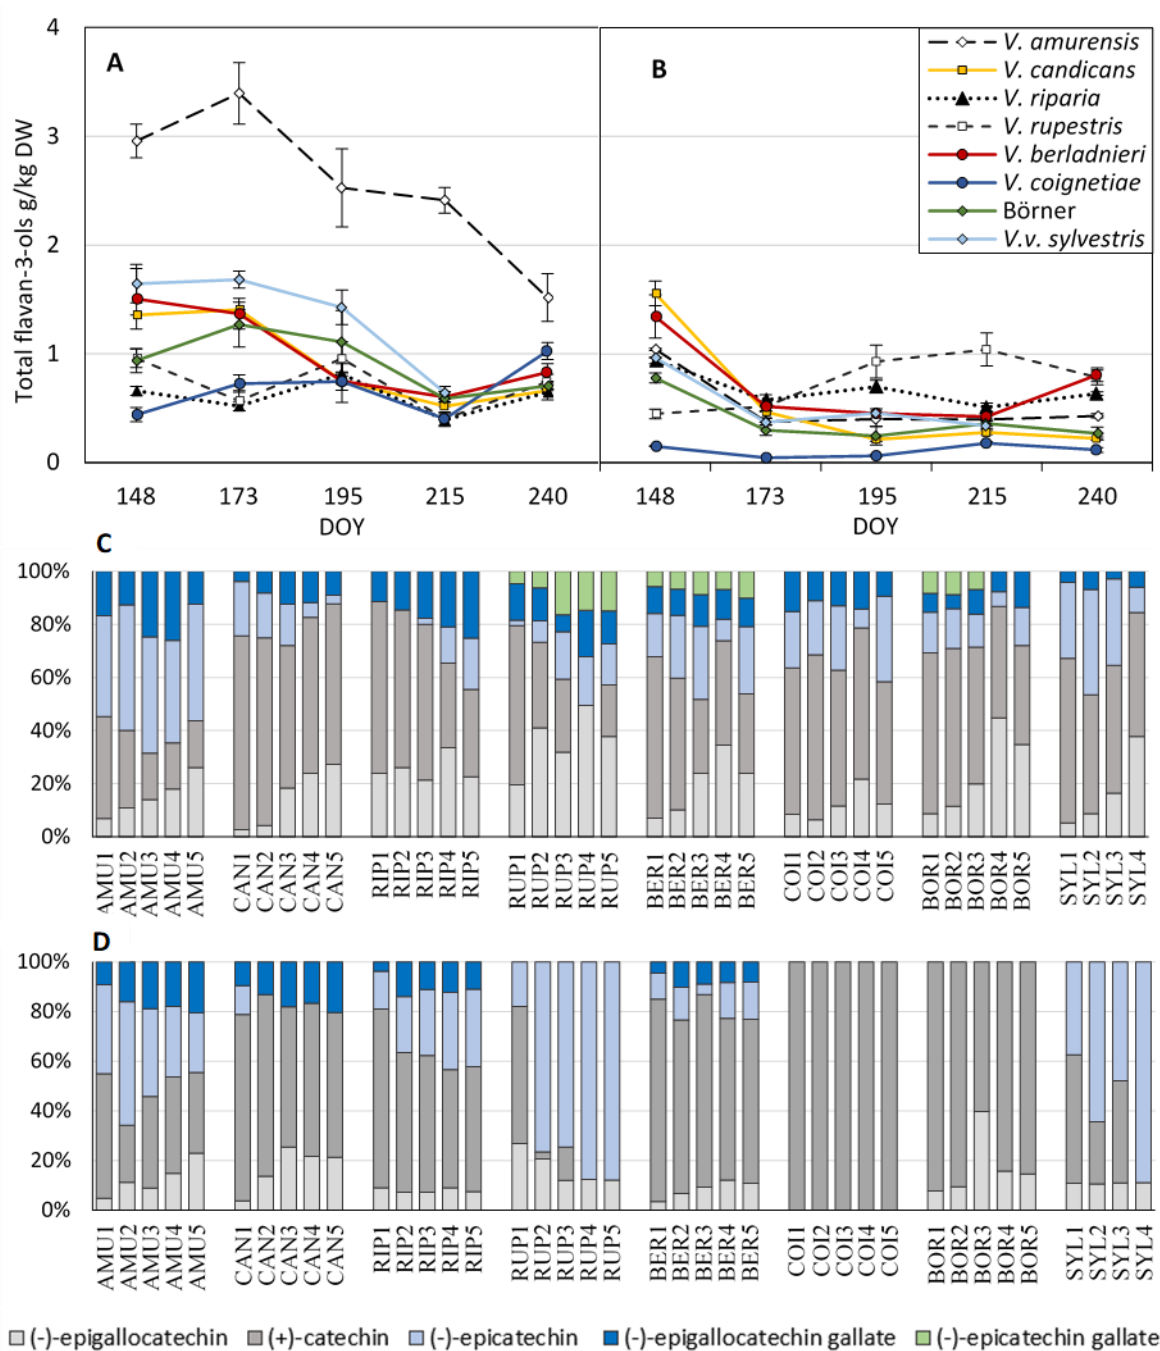 Total flavan-3-ols g/kg DW
4
3
2
1
0
A
B
V. amurensis
V. candicans
V. riparia
V. rupestris
V. berladnieri
V. coignetiae
Börner
V.v. sylvestris
148 173 195 215 240
DOY
148 173 195 215 240
DOY
C
100%
80%
60%
40%
20%
0%
AMU1 AMU2 AMU3 AMU4 AMU5 CAN1 CAN2 CAN3 CAN4 CAN5 RIP1 RIP2 RIP3 RIP4 RIP5 RUP1 RUP2 RUP3 RUP4 RUP5 BER1 BER2 BER3 BER4 BER5 COI1 COI2 COI3 COI4 COI5 BOR1 BOR2 BOR3 BOR4 BOR5 SYL1 SYL2 SYL3 SYL4
D
100%
80%
60%
40%
20%
0%
AMU1 AMU2 AMU3 AMU4 AMU5 CAN1 CAN2 CAN3 CAN4 CAN5 RIP1 RIP2 RIP3 RIP4 RIP5 RUP1 RUP2 RUP3 RUP4 RUP5 BER1 BER2 BER3 BER4 BER5 COI1 COI2 COI3 COI4 COI5 BOR1 BOR2 BOR3 BOR4 BOR5 SYL1 SYL2 SYL3 SYL4
(-)-epigallocatechin (+)-catechin (-)-epicatechin (-)-epigallocatechin gallate (-)-epicatechin gallate